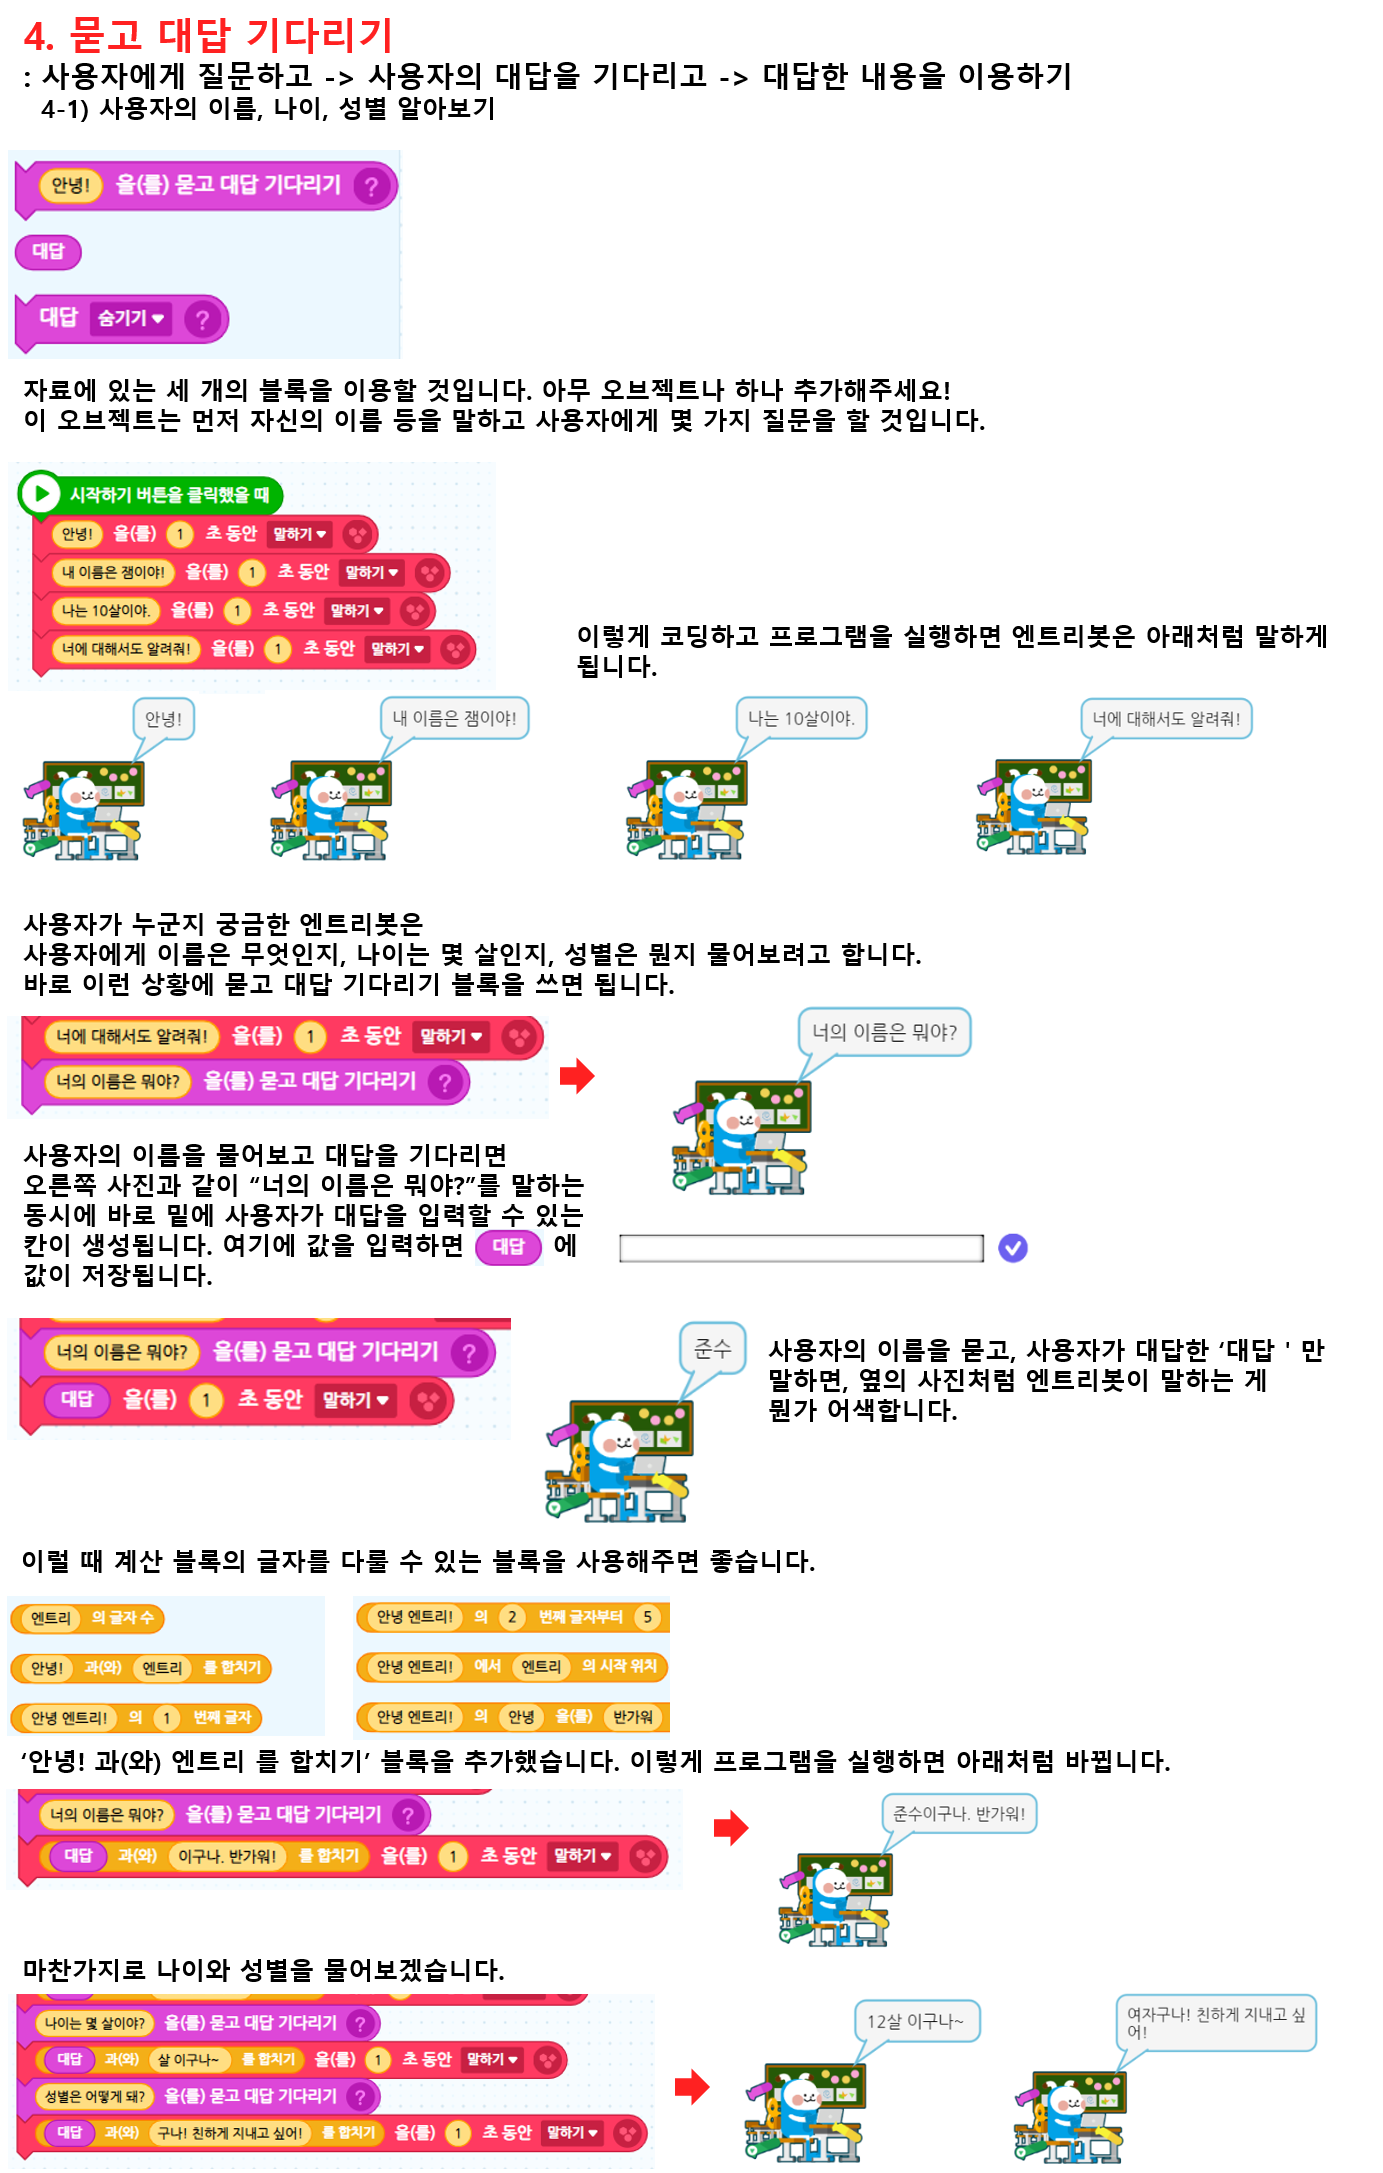 4. 묻고 대답 기다리기
: 사용자에게 질문하고 -> 사용자의 대답을 기다리고 -> 대답한 내용을 이용하기
4-1) 사용자의 이름, 나이, 성별 알아보기
안녕! 을(를) 묻고 대답 기다리기 ?
대답
대답 숨기기 ?
자료에 있는 세 개의 블록을 이용할 것입니다. 아무 오브젝트나 하나 추가해주세요!
이 오브젝트는 먼저 자신의 이름 등을 말하고 사용자에게 몇 가지 질문을 할 것입니다.
시작하기 버튼을 클릭했을 때
안녕! 을(를) 1 초 동안 말하기
내 이름은 잼이야! 을(를) 1 초 동안 말하기
나는 10살이야. 을(를) 1 초 동안 말하기
너에 대해서도 알려줘! 을(를) 1 초 동안 말하기
이렇게 코딩하고 프로그램을 실행하면 엔트리봇은 아래처럼 말하게
됩니다.
안녕!
내 이름은 잼이야!
나는 10살이야.
너에 대해서도 알려줘!
사용자가 누군지 궁금한 엔트리봇은
사용자에게 이름은 무엇인지, 나이는 몇 살인지, 성별은 뭔지 물어보려고 합니다.
바로 이런 상황에 묻고 대답 기다리기 블록을 쓰면 됩니다.
너에 대해서도 알려줘! 을(를) 1 초 동안 말하기
너의 이름은 뭐야? 을(를) 묻고 대답 기다리기 ?
너의 이름은 뭐야?
사용자의 이름을 물어보고 대답을 기다리면
오른쪽 사진과 같이 “너의 이름은 뭐야?”를 말하는
동시에 바로 밑에 사용자가 대답을 입력할 수 있는
칸이 생성됩니다. 여기에 값을 입력하면 대답 에
값이 저장됩니다.
너의 이름은 뭐야? 을(를) 묻고 대답 기다리기 ?
대답 을(를) 1 초 동안 말하기
준수
사용자의 이름을 묻고, 사용자가 대답한 ‘대답 ' 만
말하면, 옆의 사진처럼 엔트리봇이 말하는 게
뭔가 어색합니다.
이럴 때 계산 블록의 글자를 다룰 수 있는 블록을 사용해주면 좋습니다.
엔트리 의 글자 수
안녕! 과(와) 엔트리 를 합치기
안녕 엔트리! 의 1 번째 글자
안녕 엔트리! 의 2 번째 글자부터 5
안녕 엔트리! 에서 엔트리 의 시작 위치
안녕 엔트리! 의 안녕 을(를) 반가워
‘안녕! 과(와) 엔트리 를 합치기’ 블록을 추가했습니다. 이렇게 프로그램을 실행하면 아래처럼 바뀝니다.
너의 이름은 뭐야? 을(를) 묻고 대답 기다리기 ?
대답 과(와) 이구나. 반가워! 를 합치기 을(를) 1 초 동안 말하기
준수이구나. 반가워!
마찬가지로 나이와 성별을 물어보겠습니다.
나이는 몇 살이야? 을(를) 묻고 대답 기다리기 ?
대답 과(와) 살 이구나~ 를 합치기 을(를) 1 초 동안 말하기
성별은 어떻게 돼? 을(를) 묻고 대답 기다리기 ?
대답 과(와) 구나! 친하게 지내고 싶어! 를 합치기 을(를) 1 초 동안 말하기
12살 이구나~
여자구나! 친하게 지내고 싶
어!